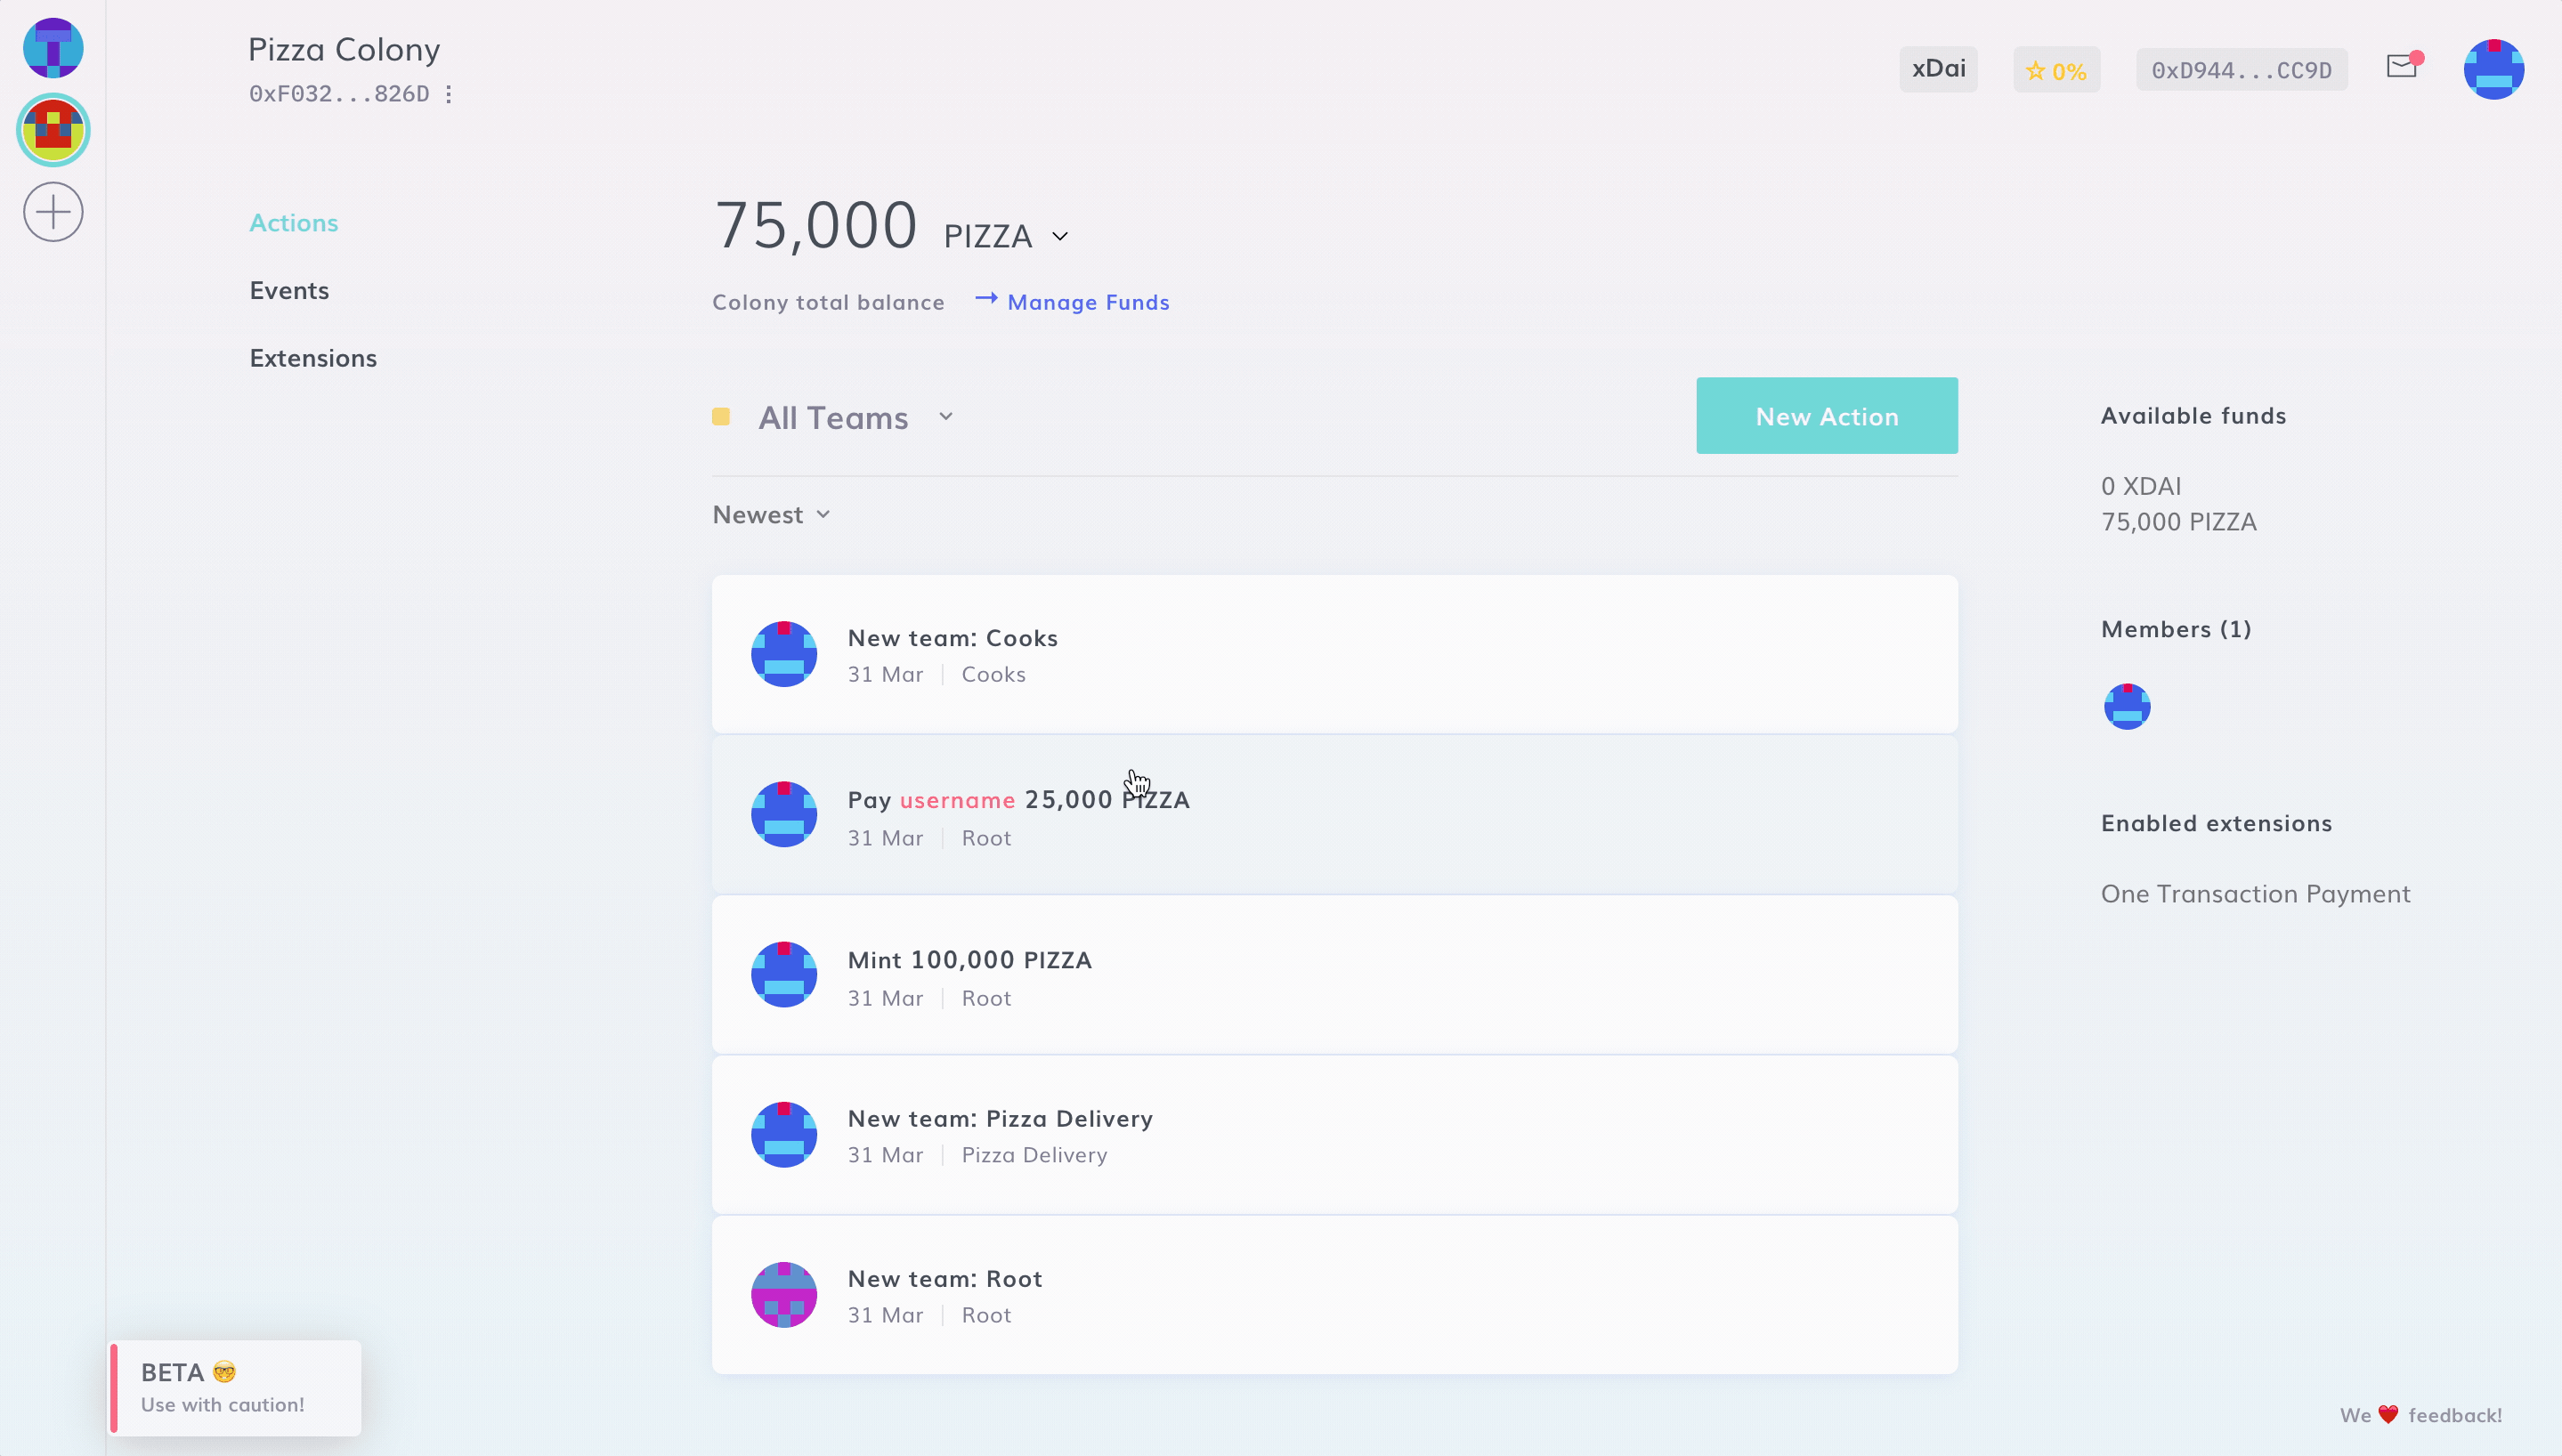 Pizza Colony
0xF032...826D
xDai
0%
0xD944...CC9D
Actions
Events
Extensions
75,000 PIZZA
Colony total balance → Manage Funds
All Teams
New Action
Newest
New team: Cooks
31 Mar | Cooks
Pay username 25,000 PIZZA
31 Mar | Root
Mint 100,000 PIZZA
31 Mar | Root
New team: Pizza Delivery
31 Mar | Pizza Delivery
New team: Root
31 Mar | Root
Available funds
0 XDAI
75,000 PIZZA
Members (1)
Enabled extensions
One Transaction Payment
BETA 🤓
Use with caution!
We ❤️ feedback!